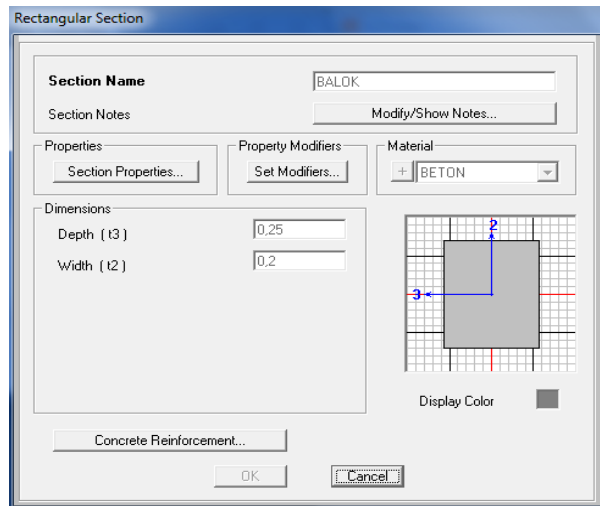 Rectangular Section
Section Name BALOK
Section Notes Modify/Show Notes...
Properties Property Modifiers Material
Section Properties... Set Modifiers... + BETON
Dimensions
Depth ( t3 ) 0,25
Width ( t2 ) 0,2
2
3
Display Color
Concrete Reinforcement...
OK Cancel